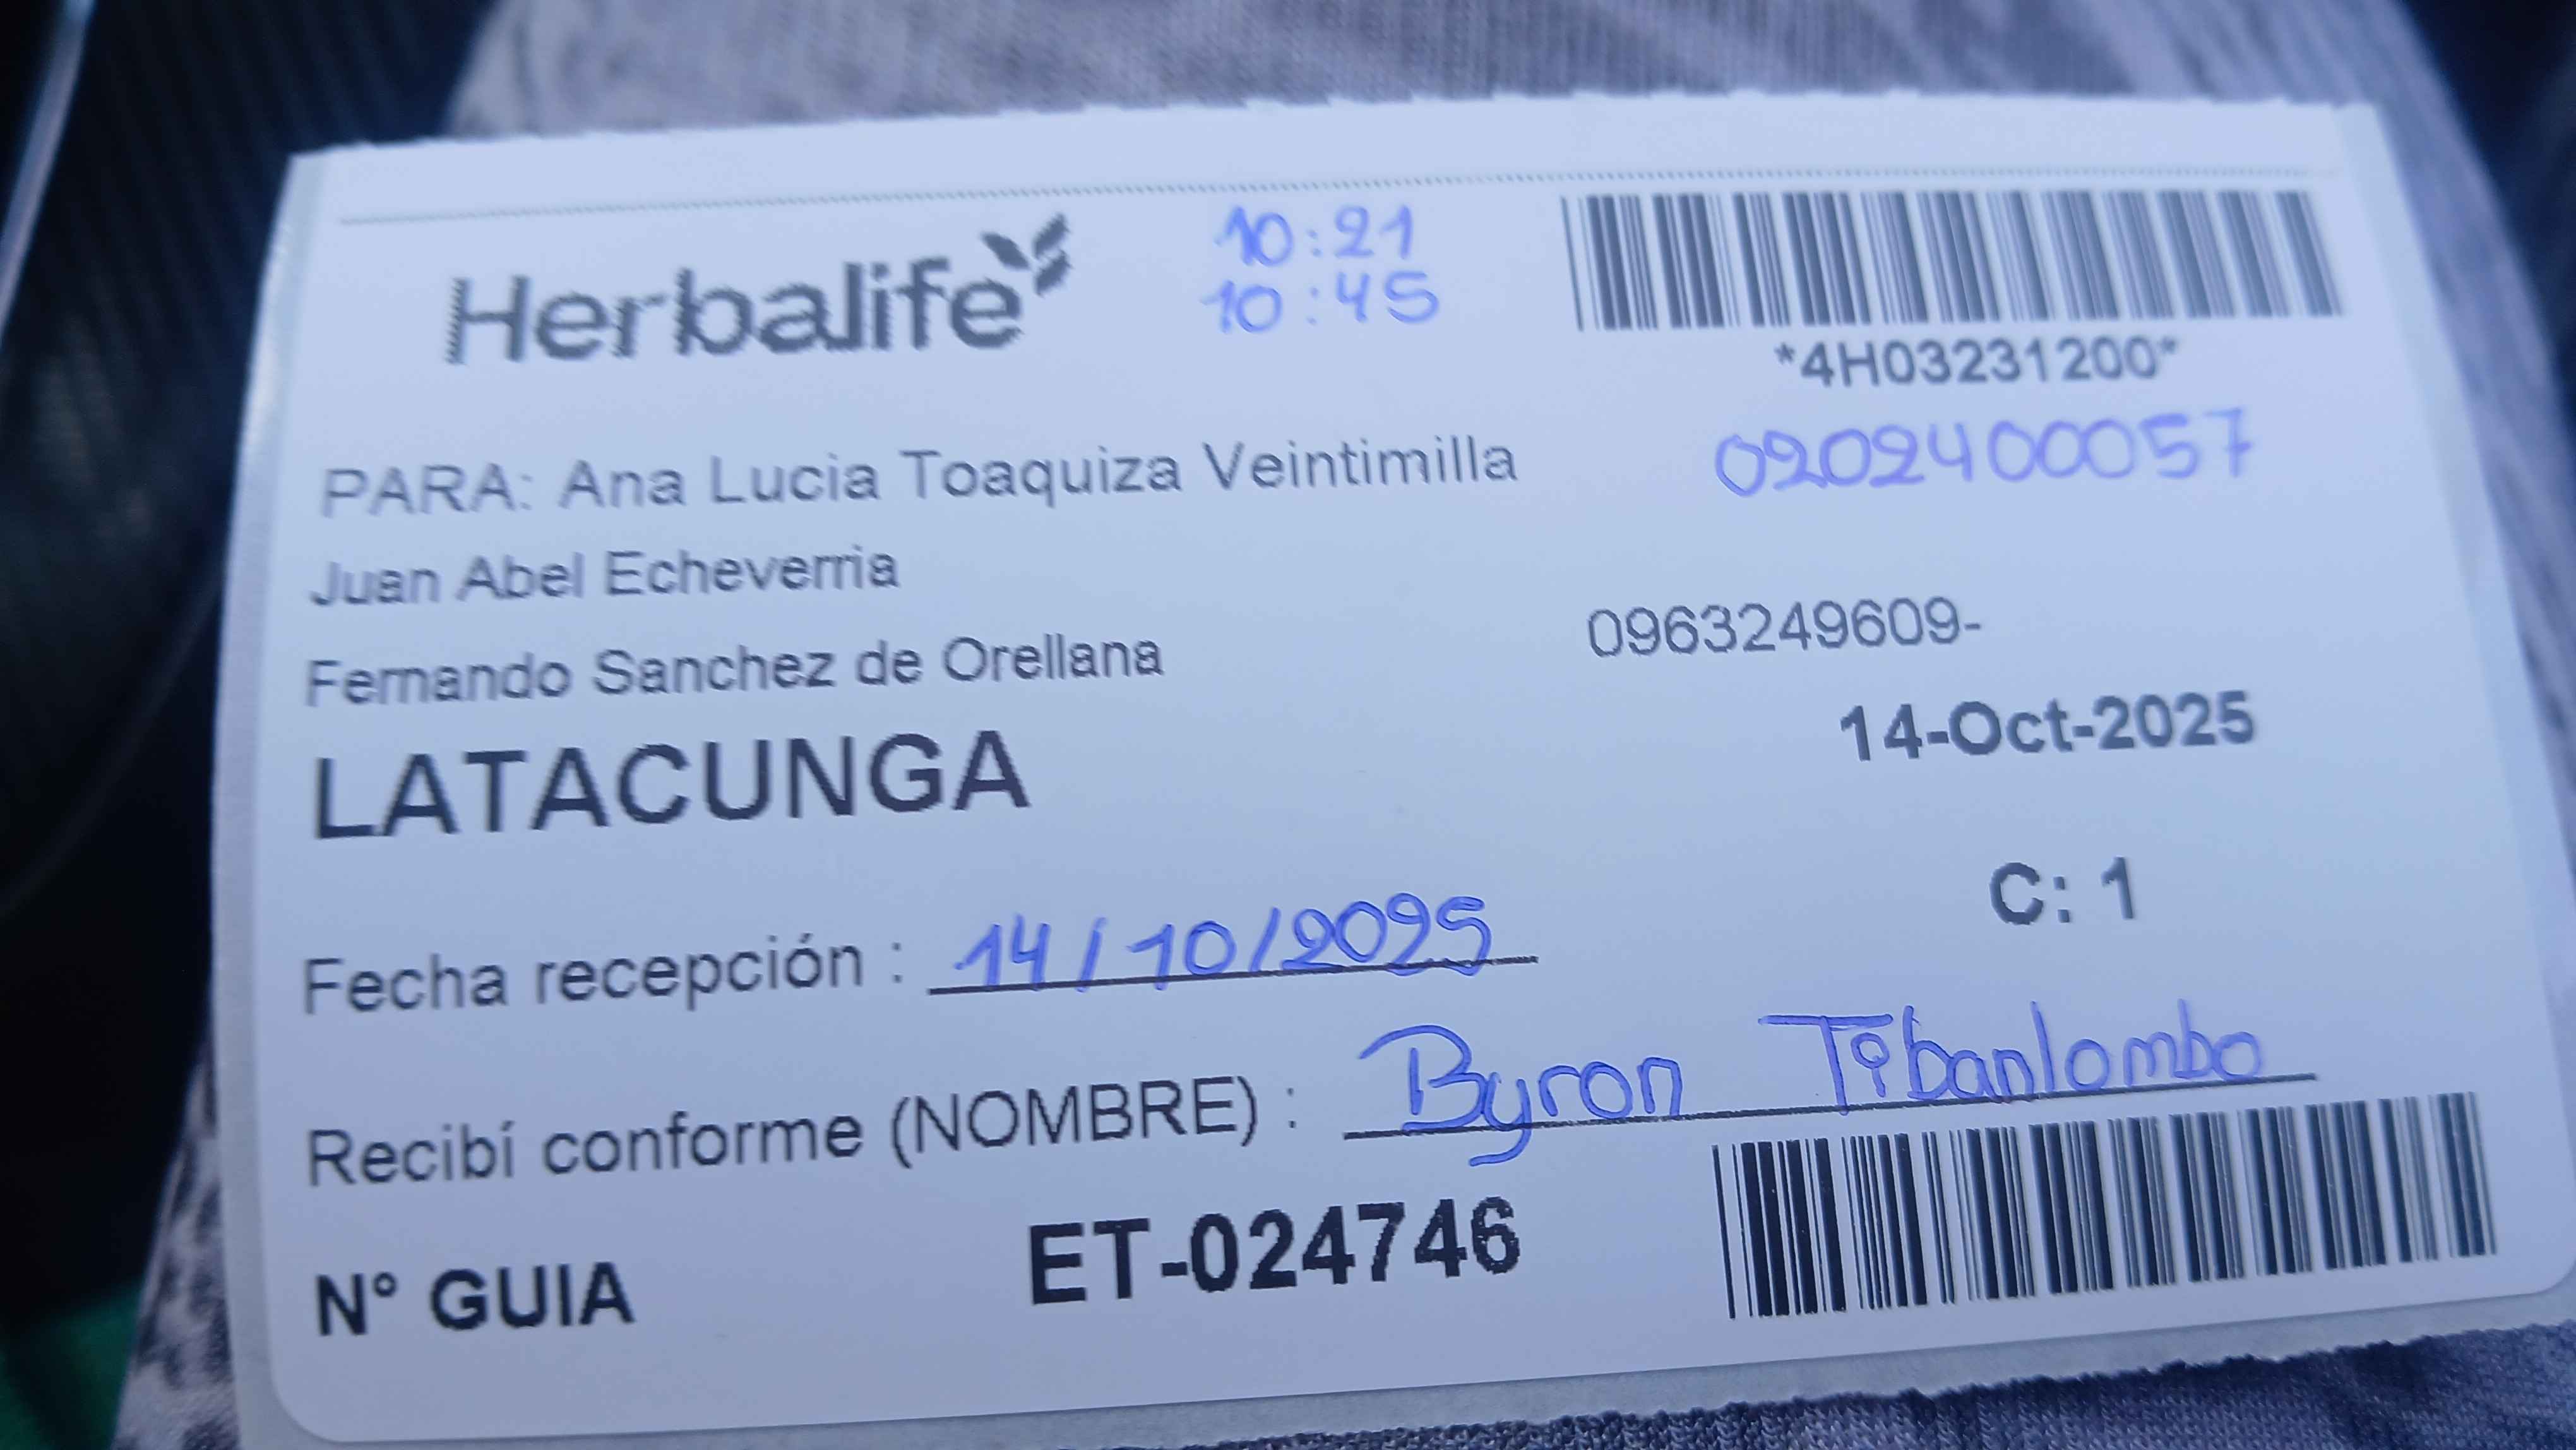 Herbalife
10:21
10:45
*4H03231200*
PARA: Ana Lucia Toaquiza Veintimilla
0202400057
Juan Abel Echeverria
0963249609-
Fernando Sanchez de Orellana
14-Oct-2025
LATACUNGA
C: 1
Fecha recepción : 14/10/2025
Recibí conforme (NOMBRE) : Byron Tibanlombo
N° GUIA ET-024746